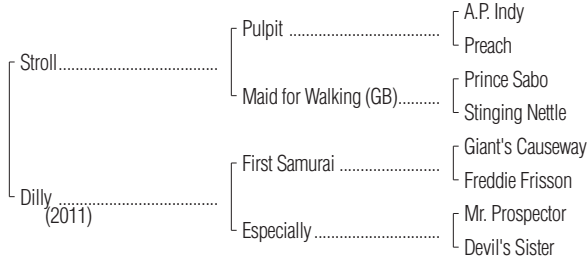 A.P. Indy
Pulpit ....................................
Preach
Stroll ......................................
Prince Sabo
Maid for Walking (GB)..........
Stinging Nettle
Giant's Causeway
First Samurai ........................
Freddie Frisson
Dilly ......................................
(2011)
Mr. Prospector
Especially ..............................
Devil's Sister